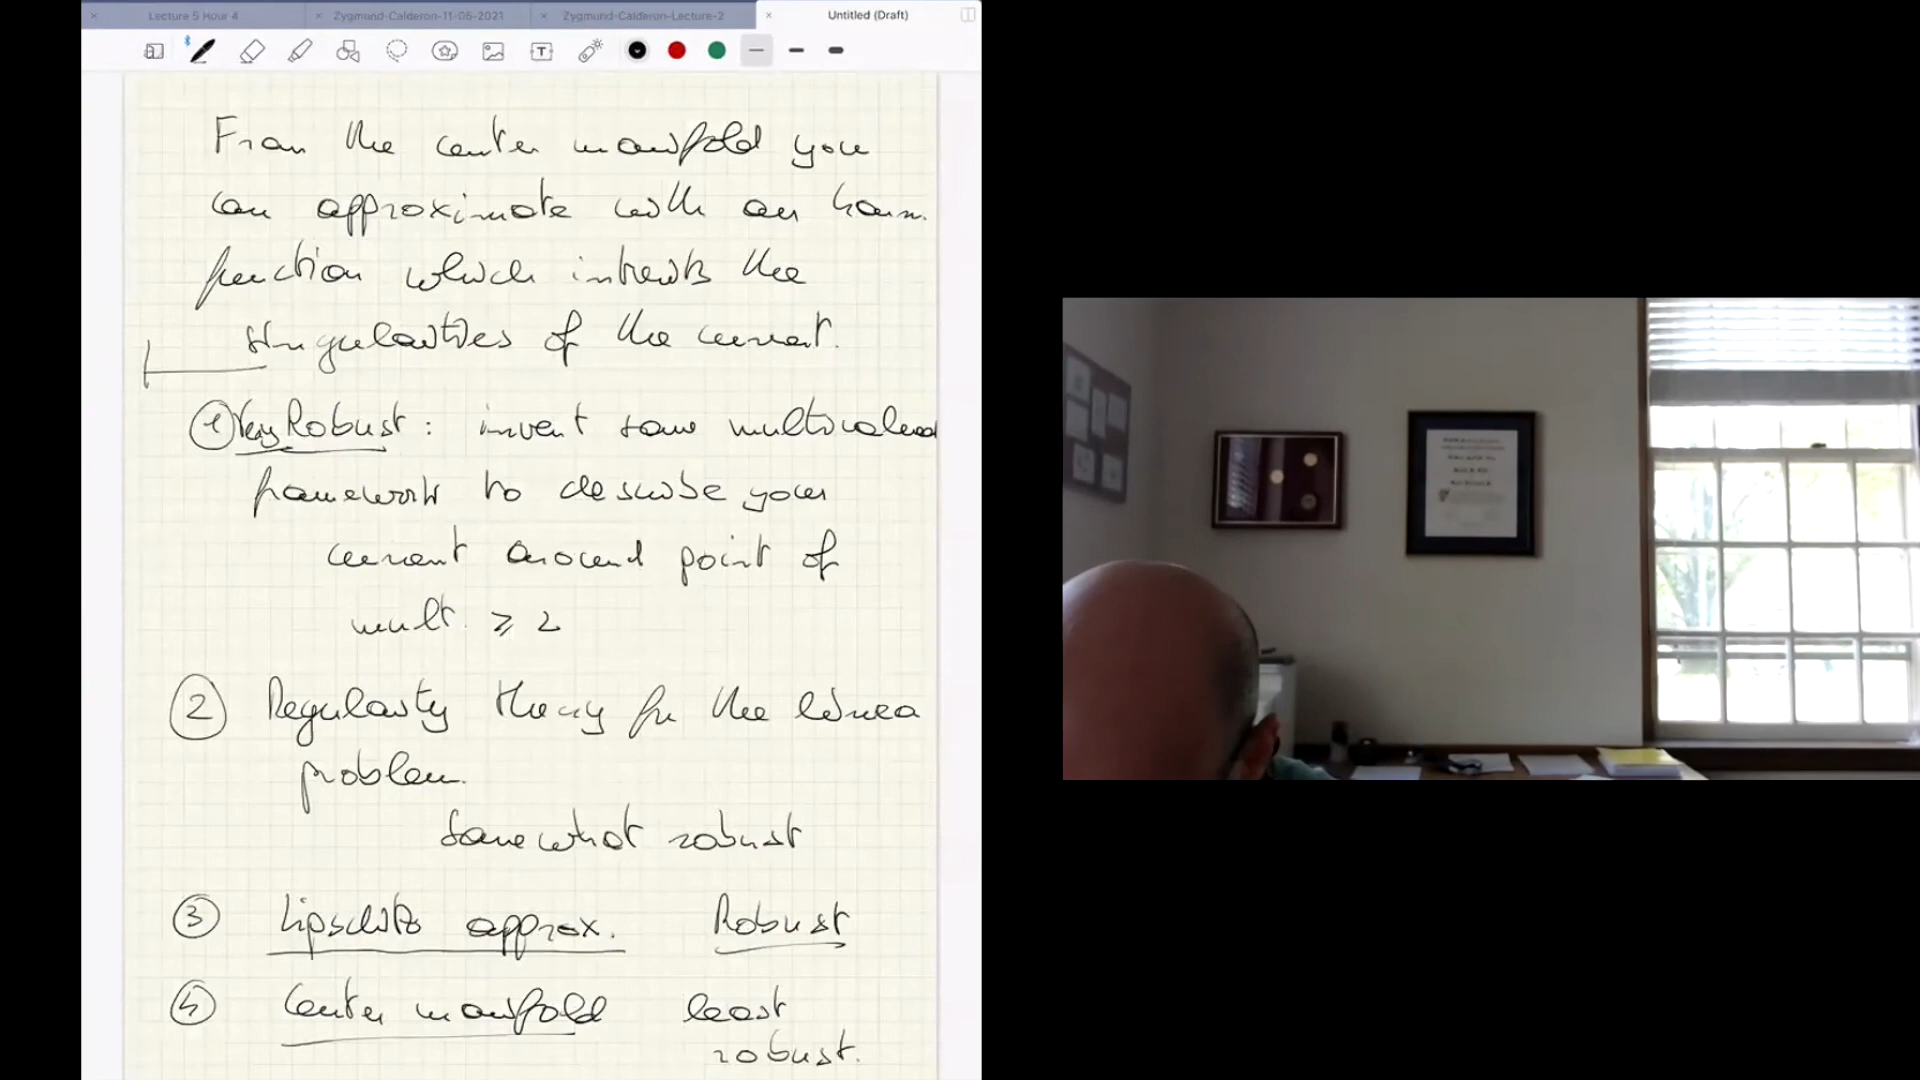 Lecture 5 Hour 4
Zygmund-Calderon-11-05-2021
Zygmund-Calderon-Lecture-2
Untitled (Draft)
From the center manifold you
can approximate with an harm.
function which inherits the
singularities of the current.
① Very Robust : invent some multivalued
framework to describe your
current around point of
mult. ≥ 2
② Regularity theory for the linear
problem.
somewhat robust
③ Lipschitz approx. Robust
④ Center manifold least
robust.